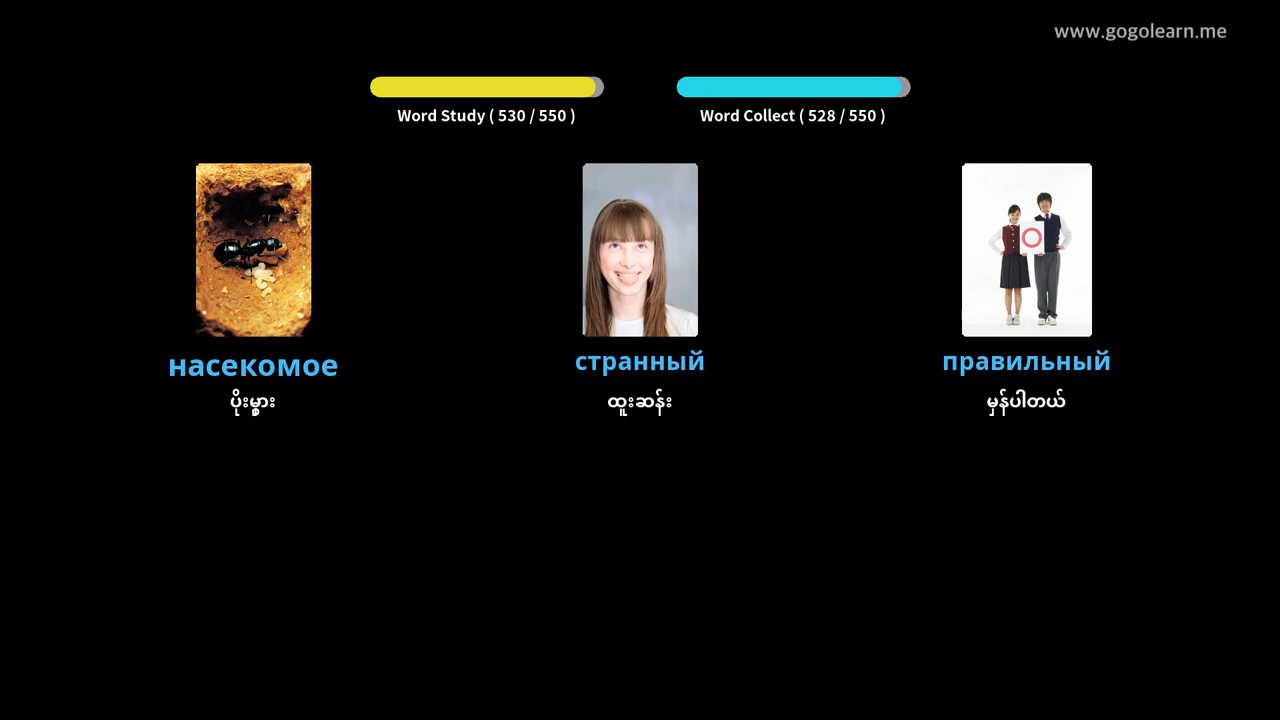 www.gogolearn.me
Word Study ( 530 / 550 )
Word Collect ( 528 / 550 )
насекомое
странный
правильный
ပိုးမွှား
ထူးဆန်း
မှန်ပါတယ်